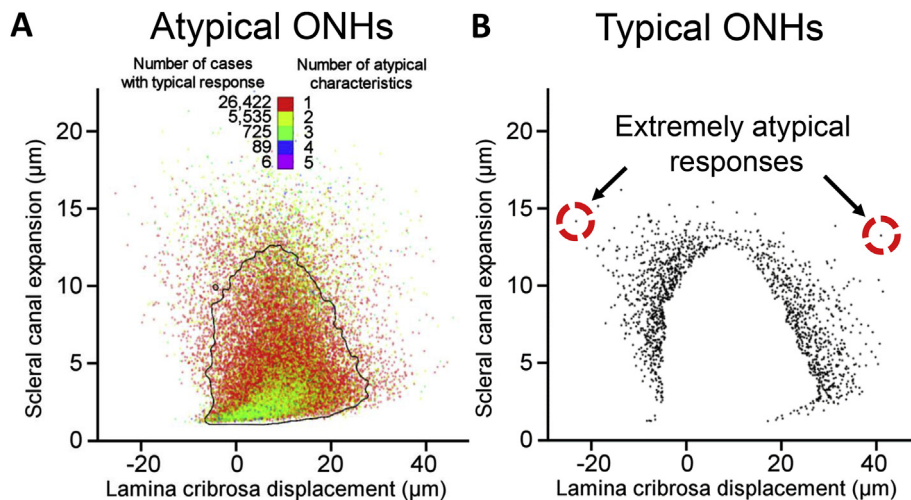 A
Atypical ONHs
Number of cases
with typical response
Number of atypical
characteristics
26,422 1
5,535 2
725 3
89 4
6 5
20
15
10
5
0
Scleral canal expansion (μm)
-20 0 20 40
Lamina cribrosa displacement (μm)
B
Typical ONHs
Extremely atypical
responses
20
15
10
5
0
Scleral canal expansion (μm)
-20 0 20 40
Lamina cribrosa displacement (μm)